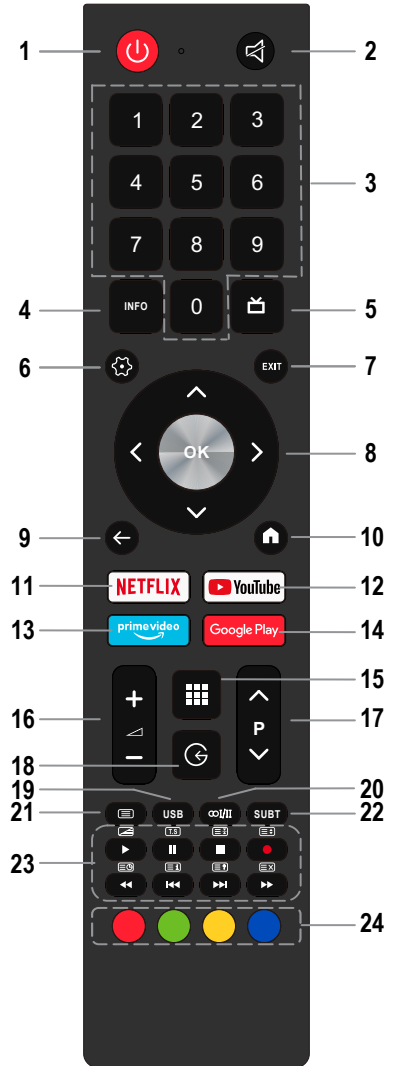 1 2
1 2 3
4 5 6 3
7 8 9
4 INFO 0 5
6 EXIT 7
OK 8
9 10
11 NETFLIX YouTube 12
13 prime video Google Play 14
15
16 + P 17
−
18
19 20
21 USB I/II SUBT 22
T.S
23
24